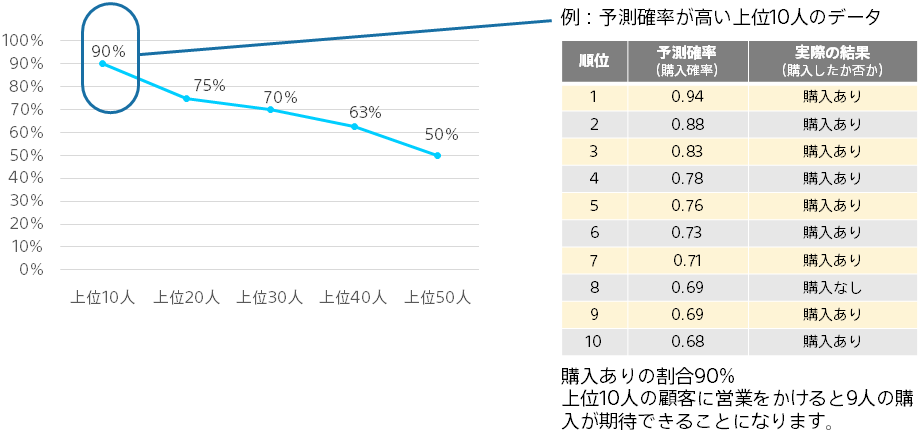 例：予測確率が高い上位10人のデータ
100%
90%
80%
70%
60%
50%
40%
30%
20%
10%
0%
90%
75%
70%
63%
50%
上位10人 上位20人 上位30人 上位40人 上位50人
順位 予測確率 実際の結果
（購入確率） （購入したか否か）
1 0.94 購入あり
2 0.88 購入あり
3 0.83 購入あり
4 0.78 購入あり
5 0.76 購入あり
6 0.73 購入あり
7 0.71 購入あり
8 0.69 購入なし
9 0.69 購入あり
10 0.68 購入あり
購入ありの割合90%
上位10人の顧客に営業をかけると9人の購
入が期待できることになります。